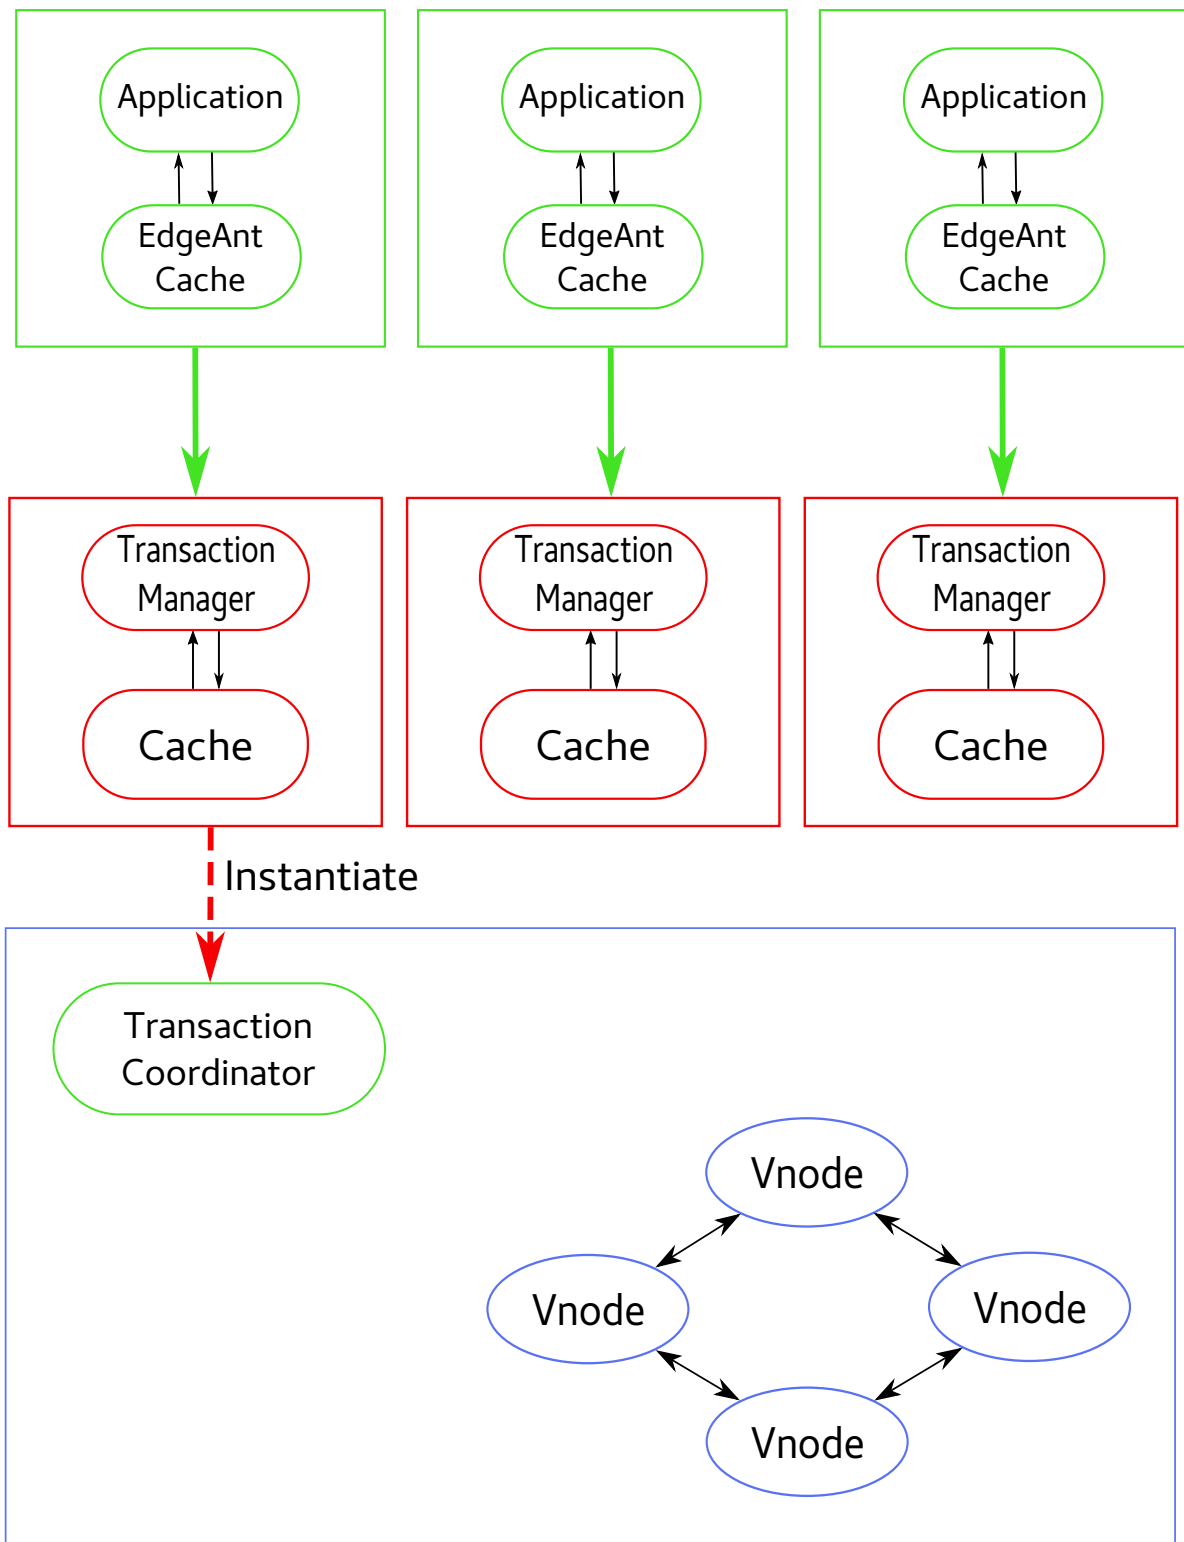 Application
EdgeAnt
Cache
Application
EdgeAnt
Cache
Application
EdgeAnt
Cache
Transaction
Manager
Cache
Transaction
Manager
Cache
Transaction
Manager
Cache
Instantiate
Transaction
Coordinator
Vnode
Vnode
Vnode
Vnode